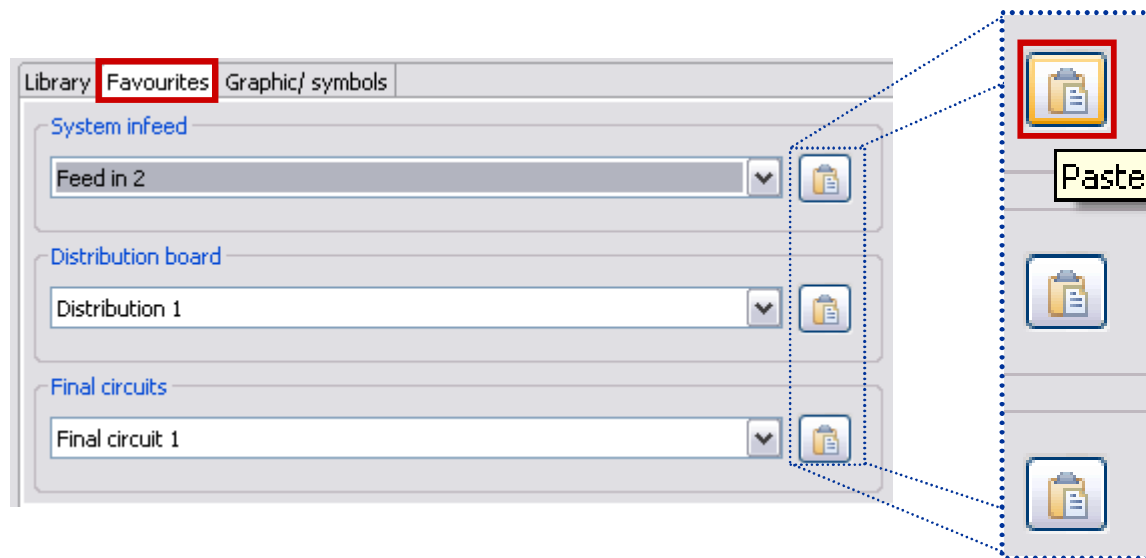 Library Favourites Graphic/ symbols
System infeed
Feed in 2
Distribution board
Distribution 1
Final circuits
Final circuit 1
Paste